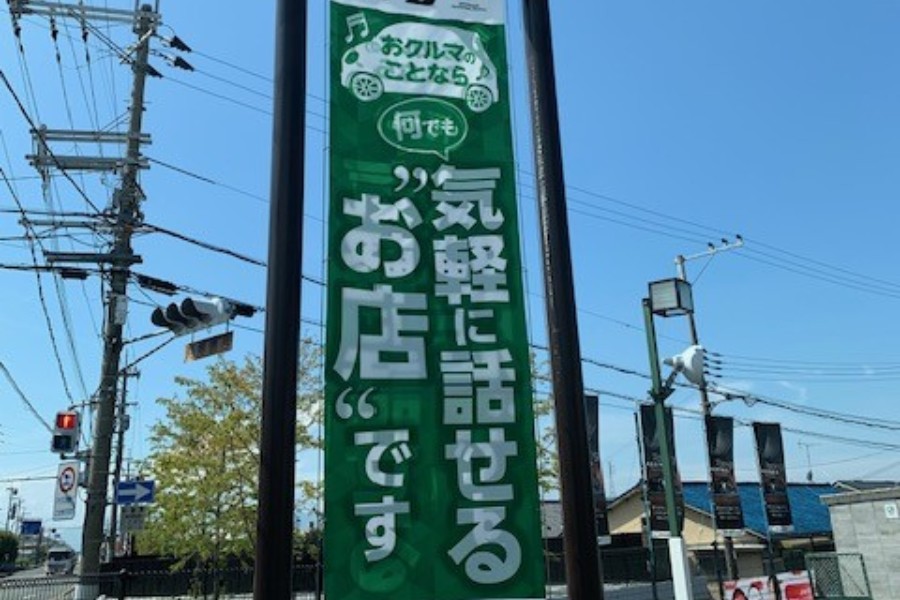 おクルマの
ことなら
何でも
気軽に話せる
”お店“です